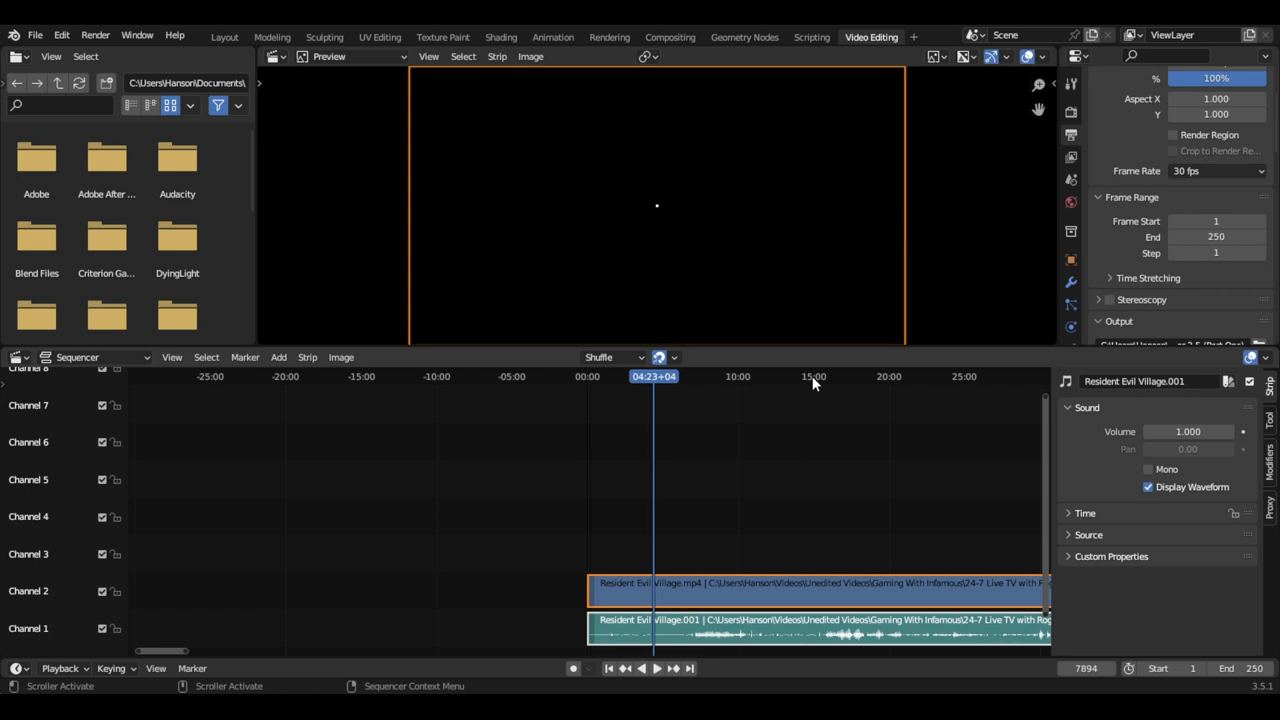 File Edit Render Window Help Layout Modeling Sculpting UV Editing Texture Paint Shading Animation Rendering Compositing Geometry Nodes Scripting Video Editing + Scene ViewLayer
View Select Preview View Select Strip Image
C:\Users\Hanson\Documents\
% 100%
Aspect X 1.000
Y 1.000
Render Region
Crop to Render Re...
Frame Rate 30 fps
Frame Range
Frame Start 1
End 250
Step 1
Time Stretching
Stereoscopy
Output
Adobe Adobe After ... Audacity
Blend Files Criterion Ga... DyingLight
Sequencer View Select Marker Add Strip Image Shuffle
-25:00 -20:00 -15:00 -10:00 -05:00 00:00 04:23+04 10:00 15:00 20:00 25:00
Channel 8
Channel 7
Channel 6
Channel 5
Channel 4
Channel 3
Channel 2
Channel 1
Resident Evil Village.mp4 | C:\Users\Hanson\Videos\Unedited Videos\Gaming With Infamous\24-7 Live TV with R
Resident Evil Village.001 | C:\Users\Hanson\Videos\Unedited Videos\Gaming With Infamous\24-7 Live TV with Rog
Resident Evil Village.001
Sound
Volume 1.000
Pan 0.00
Mono
Display Waveform
Time
Source
Custom Properties
Strip
Tool
Modifiers
Proxy
Playback Keying View Marker 7894 Start 1 End 250
Scroller Activate Scroller Activate Sequencer Context Menu 3.5.1